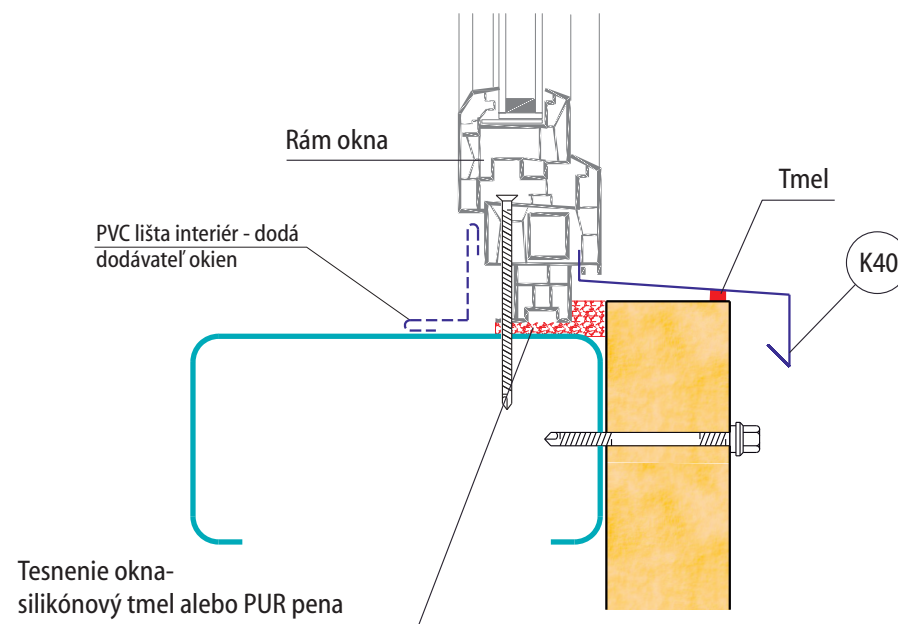 Rám okna
Tmel
PVC lišta interiér - dodá
dodávateľ okien
K40
Tesnenie okna-
silikónový tmel alebo PUR pena